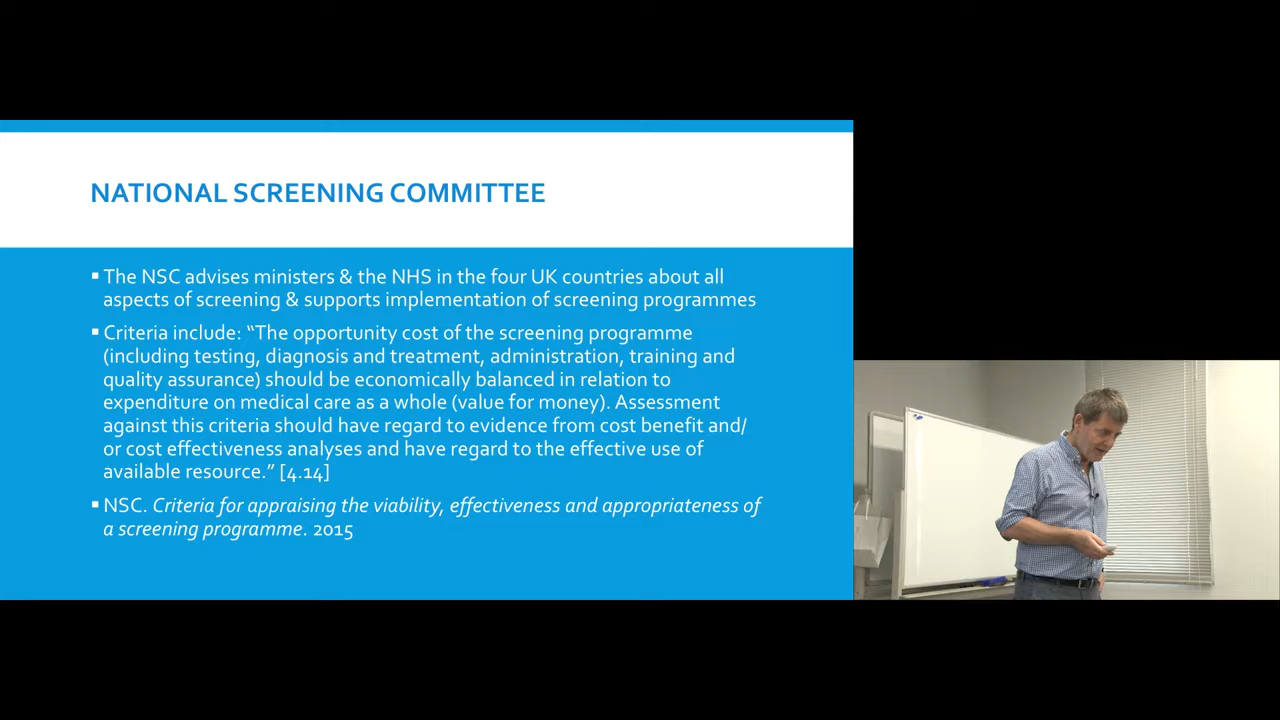 NATIONAL SCREENING COMMITTEE
▪ The NSC advises ministers & the NHS in the four UK countries about all
aspects of screening & supports implementation of screening programmes
▪ Criteria include: “The opportunity cost of the screening programme
(including testing, diagnosis and treatment, administration, training and
quality assurance) should be economically balanced in relation to
expenditure on medical care as a whole (value for money). Assessment
against this criteria should have regard to evidence from cost benefit and/
or cost effectiveness analyses and have regard to the effective use of
available resource.” [4.14]
▪ NSC. Criteria for appraising the viability, effectiveness and appropriateness of
a screening programme. 2015